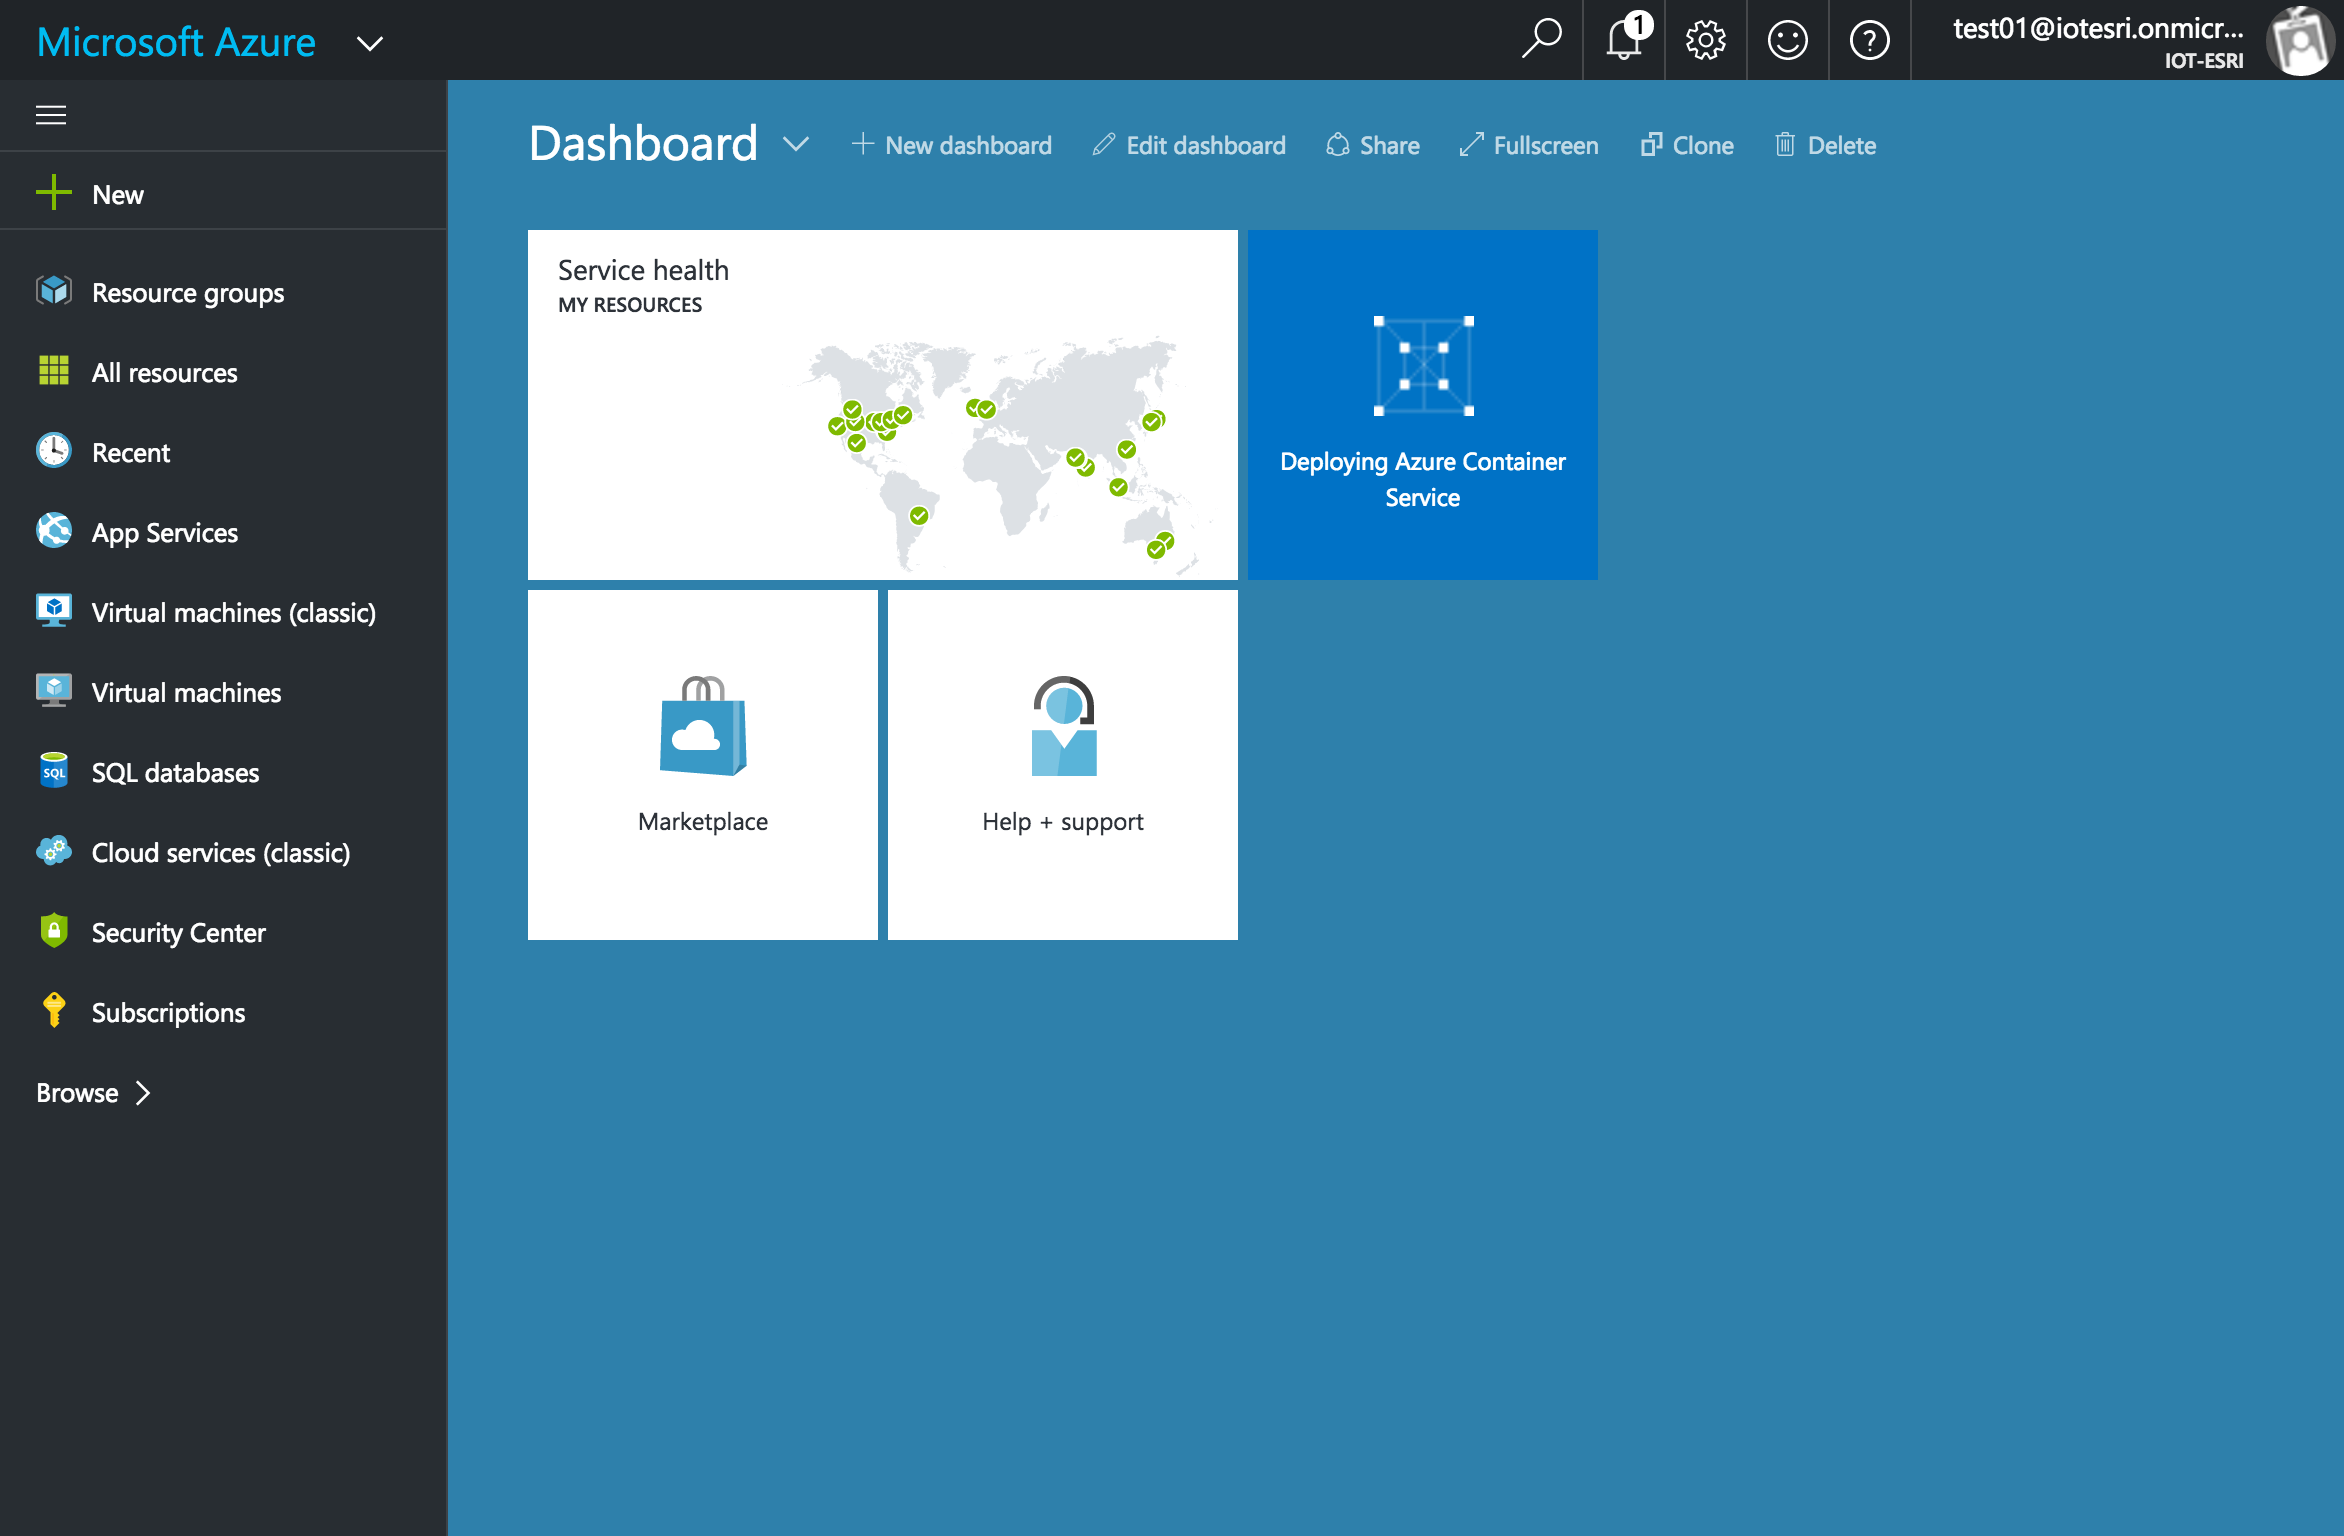 Microsoft Azure
1
test01@iotesri.onmicr...
IOT-ESRI
New
Resource groups
All resources
Recent
App Services
Virtual machines (classic)
Virtual machines
SQL
SQL databases
Cloud services (classic)
Security Center
Subscriptions
Browse
Dashboard
New dashboard
Edit dashboard
Share
Fullscreen
Clone
Delete
Service health
MY RESOURCES
Deploying Azure Container
Service
Marketplace
Help + support